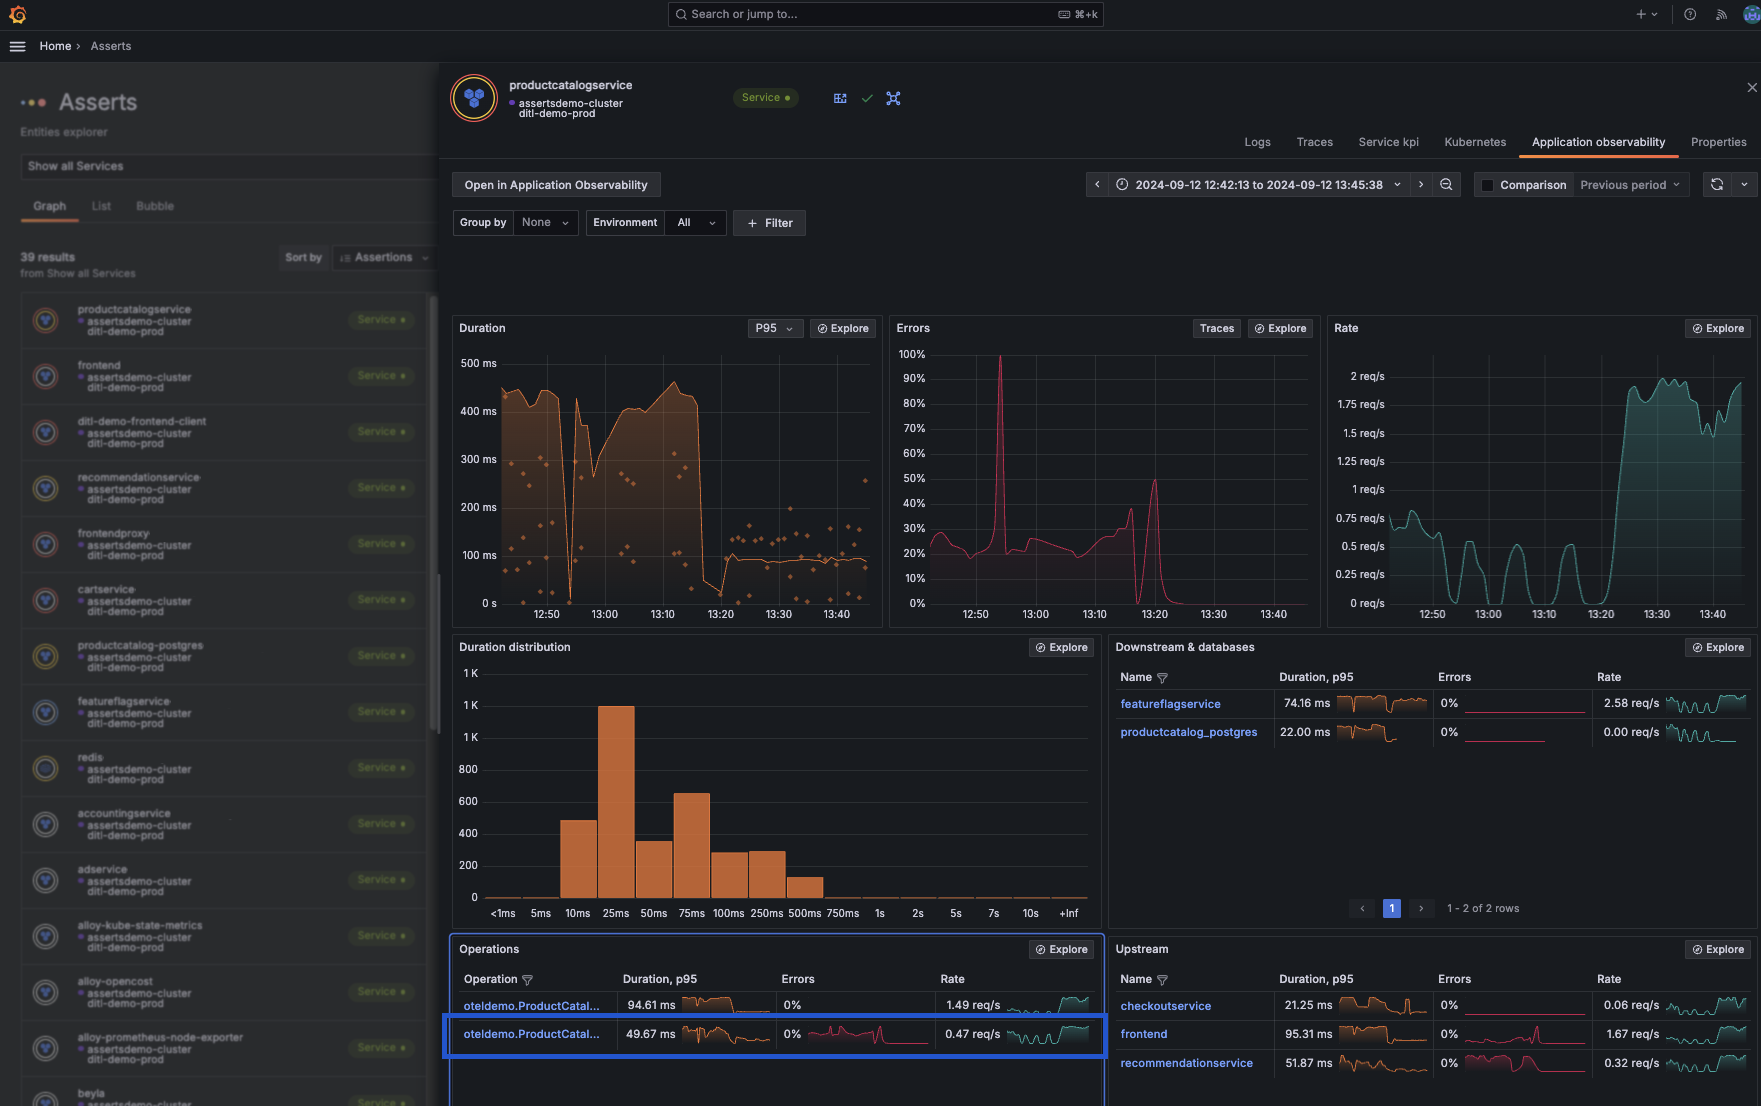 Search or jump to...
⌘+k
Home › Asserts
Asserts
Entities explorer
Show all Services
Graph List Bubble
39 results
from Show all Services
Sort by Assertions
productcatalogservice
assertsdemo-cluster
ditl-demo-prod
Service
frontend
assertsdemo-cluster
ditl-demo-prod
Service
ditl-demo-frontend-client
assertsdemo-cluster
ditl-demo-prod
Service
recommendationservice
assertsdemo-cluster
ditl-demo-prod
Service
frontendproxy
assertsdemo-cluster
ditl-demo-prod
Service
cartservice
assertsdemo-cluster
ditl-demo-prod
Service
productcatalog-postgres
assertsdemo-cluster
ditl-demo-prod
Service
featureflagservice
assertsdemo-cluster
ditl-demo-prod
Service
redis
assertsdemo-cluster
ditl-demo-prod
Service
accountingservice
assertsdemo-cluster
ditl-demo-prod
Service
adservice
assertsdemo-cluster
ditl-demo-prod
Service
alloy-kube-state-metrics
assertsdemo-cluster
ditl-demo-prod
Service
alloy-opencost
assertsdemo-cluster
ditl-demo-prod
Service
alloy-prometheus-node-exporter
assertsdemo-cluster
ditl-demo-prod
Service
beyla
assertsdemo-cluster
Service
productcatalogservice
assertsdemo-cluster
ditl-demo-prod
Service
Logs Traces Service kpi Kubernetes Application observability Properties
Open in Application Observability
2024-09-12 12:42:13 to 2024-09-12 13:45:38
Comparison Previous period
Group by None Environment All + Filter
Duration P95 Explore
500 ms
400 ms
300 ms
200 ms
100 ms
0 s
12:50 13:00 13:10 13:20 13:30 13:40
Errors Traces Explore
100%
90%
80%
70%
60%
50%
40%
30%
20%
10%
0%
12:50 13:00 13:10 13:20 13:30 13:40
Rate Explore
2 req/s
1.75 req/s
1.5 req/s
1.25 req/s
1 req/s
0.75 req/s
0.5 req/s
0.25 req/s
0 req/s
12:50 13:00 13:10 13:20 13:30 13:40
Duration distribution Explore
1 K
1 K
1 K
800
600
400
200
0
<1ms 5ms 10ms 25ms 50ms 75ms 100ms 250ms 500ms 750ms 1s 2s 5s 7s 10s +Inf
Downstream & databases Explore
Name Duration, p95 Errors Rate
featureflagservice 74.16 ms 0% 2.58 req/s
productcatalog_postgres 22.00 ms 0% 0.00 req/s
‹ 1 › 1 - 2 of 2 rows
Operations Explore
Operation Duration, p95 Errors Rate
oteldemo.ProductCatal... 94.61 ms 0% 1.49 req/s
oteldemo.ProductCatal... 49.67 ms 0% 0.47 req/s
Upstream Explore
Name Duration, p95 Errors Rate
checkoutservice 21.25 ms 0% 0.06 req/s
frontend 95.31 ms 0% 1.67 req/s
recommendationservice 51.87 ms 0% 0.32 req/s